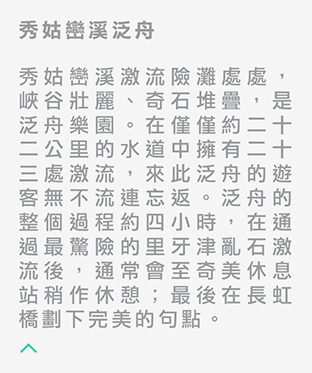 秀姑巒溪泛舟
秀姑巒溪激流險灘處處，
峽谷壯麗、奇石堆疊，是
泛舟樂園。在僅僅約二十
二公里的水道中擁有二十
三處激流，來此泛舟的遊
客無不流連忘返。泛舟的
整個過程約四小時，在通
過最驚險的里牙津亂石激
流後，通常會至奇美休息
站稍作休憩；最後在長虹
橋劃下完美的句點。